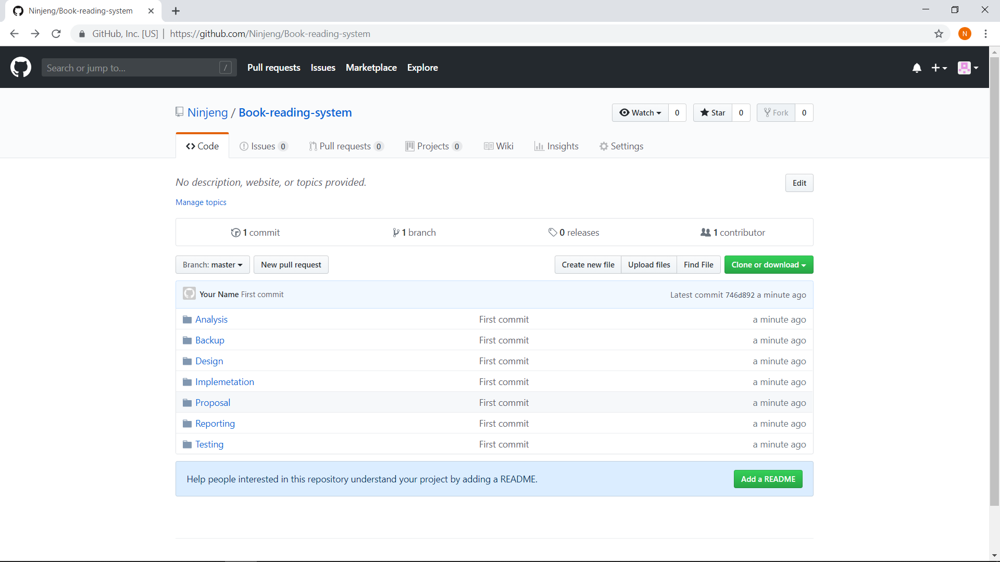 Ninjeng/Book-reading-system
GitHub, Inc. [US] | https://github.com/Ninjeng/Book-reading-system
N
Search or jump to... /
Pull requests Issues Marketplace Explore
Ninjeng / Book-reading-system
Watch 0 Star 0 Fork 0
Code Issues 0 Pull requests 0 Projects 0 Wiki Insights Settings
No description, website, or topics provided.
Edit
Manage topics
1 commit 1 branch 0 releases 1 contributor
Branch: master New pull request Create new file Upload files Find File Clone or download
Your Name First commit Latest commit 746d892 a minute ago
Analysis First commit a minute ago
Backup First commit a minute ago
Design First commit a minute ago
Implemetation First commit a minute ago
Proposal First commit a minute ago
Reporting First commit a minute ago
Testing First commit a minute ago
Help people interested in this repository understand your project by adding a README. Add a README